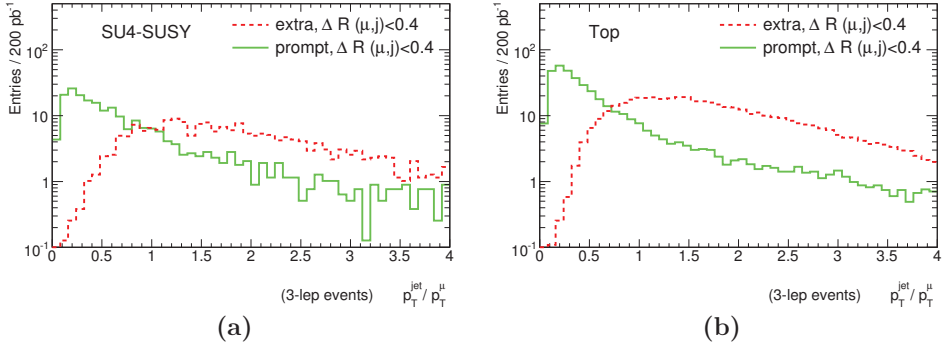 SU4-SUSY
extra, Δ R (μ,j)<0.4
prompt, Δ R (μ,j)<0.4
Entries / 200 pb⁻¹
10²
10
1
10⁻¹
0 0.5 1 1.5 2 2.5 3 3.5 4
(3-lep events) p_T^jet / p_T^μ
(a)
Top
extra, Δ R (μ,j)<0.4
prompt, Δ R (μ,j)<0.4
Entries / 200 pb⁻¹
10²
10
1
10⁻¹
0 0.5 1 1.5 2 2.5 3 3.5 4
(3-lep events) p_T^jet / p_T^μ
(b)